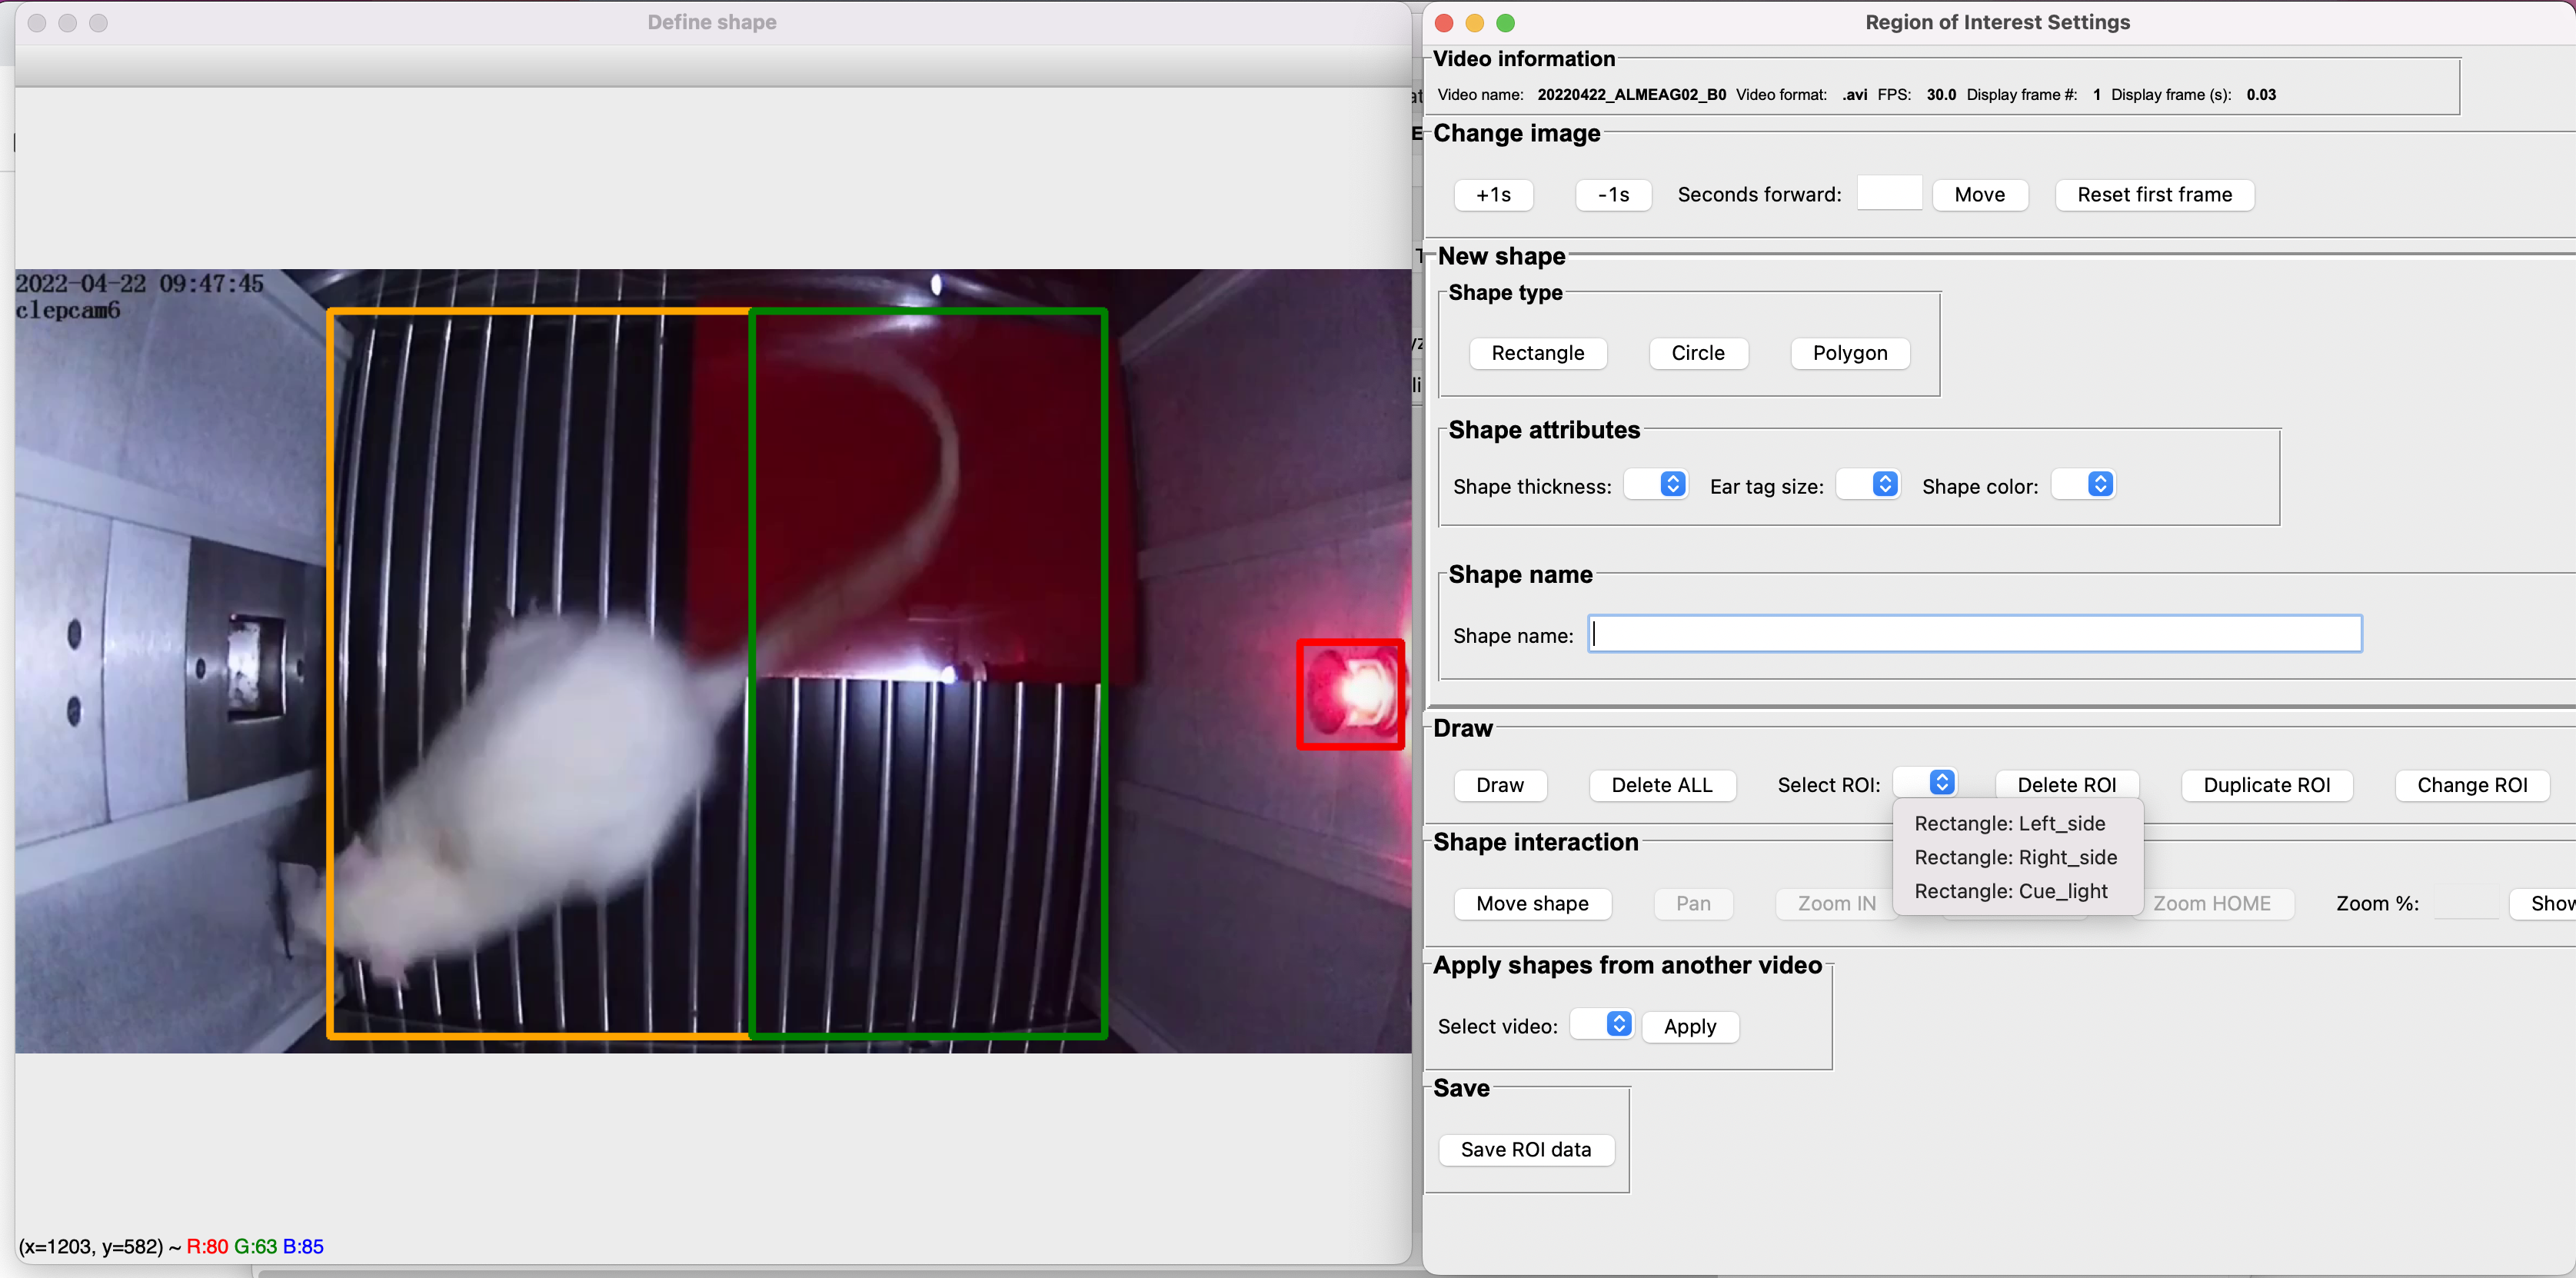 Define shape
2022-04-22 09:47:45
clepcam6
(x=1203, y=582) ~ R:80 G:63 B:85
Region of Interest Settings
Video information
Video name: 20220422_ALMEAG02_B0 Video format: .avi FPS: 30.0 Display frame #: 1 Display frame (s): 0.03
Change image
+1s -1s Seconds forward: Move Reset first frame
New shape
Shape type
Rectangle Circle Polygon
Shape attributes
Shape thickness: Ear tag size: Shape color:
Shape name
Shape name:
Draw
Draw Delete ALL Select ROI: Delete ROI Duplicate ROI Change ROI
Rectangle: Left_side
Rectangle: Right_side
Rectangle: Cue_light
Shape interaction
Move shape Pan Zoom IN Zoom HOME Zoom %: Show
Apply shapes from another video
Select video: Apply
Save
Save ROI data